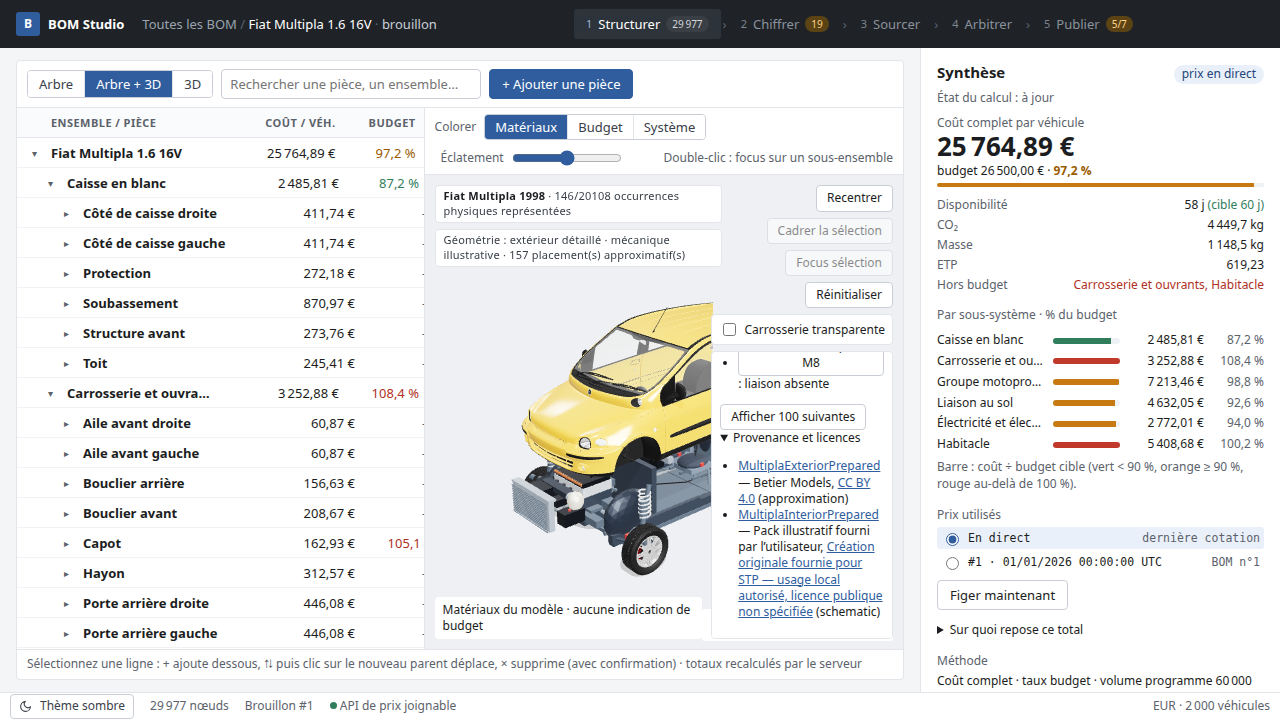 B BOM Studio Toutes les BOM / Fiat Multipla 1.6 16V · brouillon 1 Structurer 29 977 › 2 Chiffrer 19 › 3 Sourcer › 4 Arbitrer › 5 Publier 5/7
Arbre Arbre + 3D 3D Rechercher une pièce, un ensemble... + Ajouter une pièce
ENSEMBLE / PIÈCE COÛT / VÉH. BUDGET
▾ Fiat Multipla 1.6 16V 25 764,89 € 97,2 %
▾ Caisse en blanc 2 485,81 € 87,2 %
▸ Côté de caisse droite 411,74 €
▸ Côté de caisse gauche 411,74 €
▸ Protection 272,18 €
▸ Soubassement 870,97 €
▸ Structure avant 273,76 €
▸ Toit 245,41 €
▾ Carrosserie et ouvra... 3 252,88 € 108,4 %
▸ Aile avant droite 60,87 €
▸ Aile avant gauche 60,87 €
▸ Bouclier arrière 156,63 €
▸ Bouclier avant 208,67 €
▸ Capot 162,93 € 105,1
▸ Hayon 312,57 €
▸ Porte arrière droite 446,08 €
▸ Porte arrière gauche 446,08 €
Colorer Matériaux Budget Système
Éclatement Double-clic : focus sur un sous-ensemble
Fiat Multipla 1998 · 146/20108 occurrences
physiques représentées
Géométrie : extérieur détaillé · mécanique
illustrative · 157 placement(s) approximatif(s)
Recentrer
Cadrer la sélection
Focus sélection
Réinitialiser
Carrosserie transparente
M8
: liaison absente
Afficher 100 suivantes
▼ Provenance et licences
• MultiplaExteriorPrepared
— Betier Models, CC BY
4.0 (approximation)
• MultiplaInteriorPrepared
— Pack illustratif fourni
par l'utilisateur, Création
originale fournie pour
STP — usage local
autorisé, licence publique
non spécifiée (schematic)
Matériaux du modèle · aucune indication de
budget
Sélectionnez une ligne : + ajoute dessous, ⇅ puis clic sur le nouveau parent déplace, × supprime (avec confirmation) · totaux recalculés par le serveur
Synthèse prix en direct
État du calcul : à jour
Coût complet par véhicule
25 764,89 €
budget 26 500,00 € · 97,2 %
Disponibilité 58 j (cible 60 j)
CO₂ 4 449,7 kg
Masse 1 148,5 kg
ETP 619,23
Hors budget Carrosserie et ouvrants, Habitacle
Par sous-système · % du budget
Caisse en blanc 2 485,81 € 87,2 %
Carrosserie et ou... 3 252,88 € 108,4 %
Groupe motopro... 7 213,46 € 98,8 %
Liaison au sol 4 632,05 € 92,6 %
Électricité et élec... 2 772,01 € 94,0 %
Habitacle 5 408,68 € 100,2 %
Barre : coût ÷ budget cible (vert < 90 %, orange ≥ 90 %,
rouge au-delà de 100 %).
Prix utilisés
En direct dernière cotation
#1 · 01/01/2026 00:00:00 UTC BOM n°1
Figer maintenant
▶ Sur quoi repose ce total
Méthode
Coût complet · taux budget · volume programme 60 000
Thème sombre 29 977 nœuds Brouillon #1 API de prix joignable EUR · 2 000 véhicules